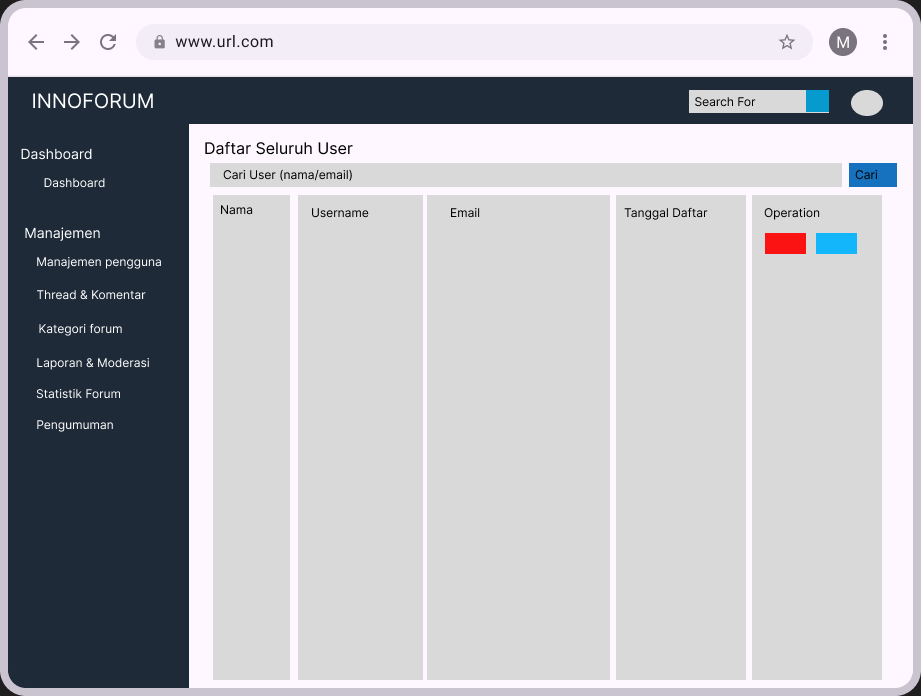 www.url.com
M
INNOFORUM
Search For
Dashboard
Dashboard
Manajemen
Manajemen pengguna
Thread & Komentar
Kategori forum
Laporan & Moderasi
Statistik Forum
Pengumuman
Daftar Seluruh User
Cari User (nama/email)
Cari
Nama
Username
Email
Tanggal Daftar
Operation